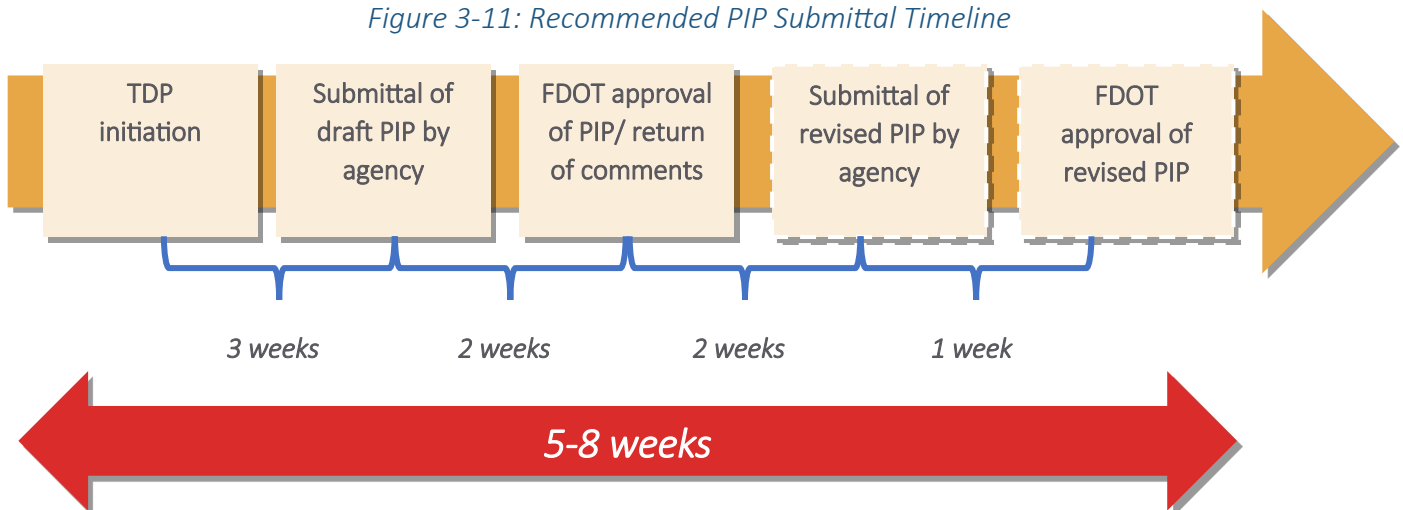 Figure 3-11: Recommended PIP Submittal Timeline
TDP
initiation
Submittal of
draft PIP by
agency
FDOT approval
of PIP/ return
of comments
Submittal of
revised PIP by
agency
FDOT
approval of
revised PIP
3 weeks
2 weeks
2 weeks
1 week
5-8 weeks